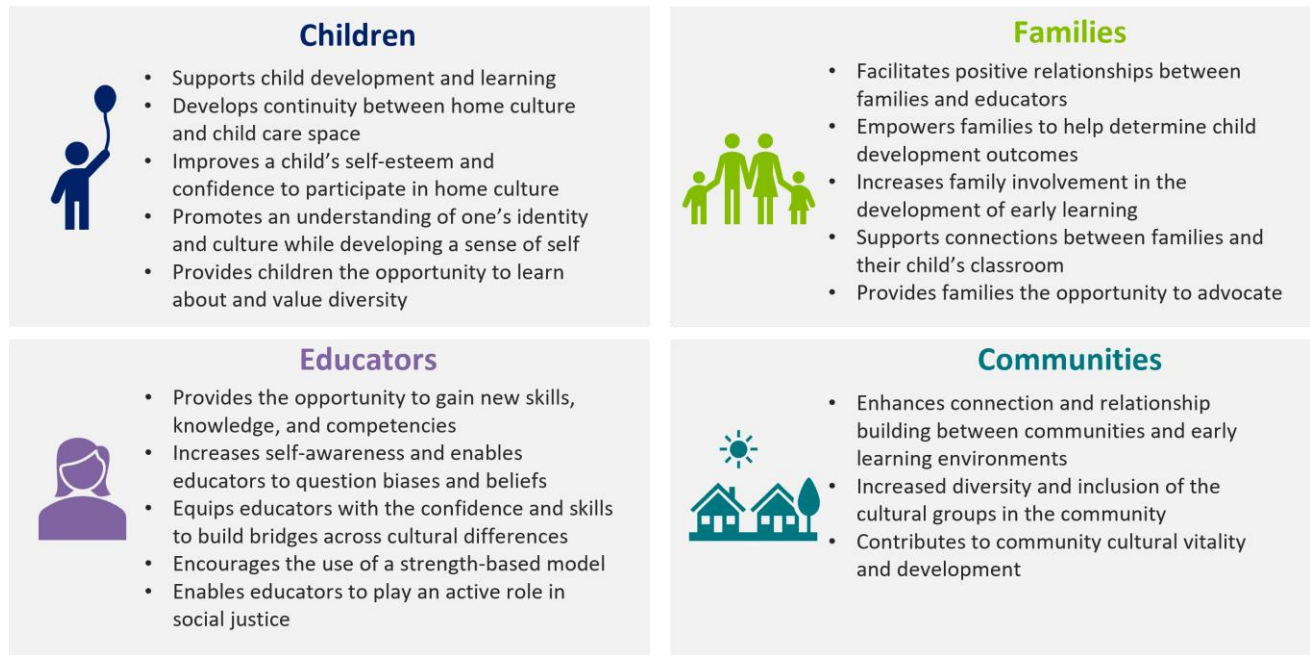 Children
• Supports child development and learning
• Develops continuity between home culture
and child care space
• Improves a child’s self-esteem and
confidence to participate in home culture
• Promotes an understanding of one’s identity
and culture while developing a sense of self
• Provides children the opportunity to learn
about and value diversity
Families
• Facilitates positive relationships between
families and educators
• Empowers families to help determine child
development outcomes
• Increases family involvement in the
development of early learning
• Supports connections between families and
their child’s classroom
• Provides families the opportunity to advocate
Educators
• Provides the opportunity to gain new skills,
knowledge, and competencies
• Increases self-awareness and enables
educators to question biases and beliefs
• Equips educators with the confidence and skills
to build bridges across cultural differences
• Encourages the use of a strength-based model
• Enables educators to play an active role in
social justice
Communities
• Enhances connection and relationship
building between communities and early
learning environments
• Increased diversity and inclusion of the
cultural groups in the community
• Contributes to community cultural vitality
and development